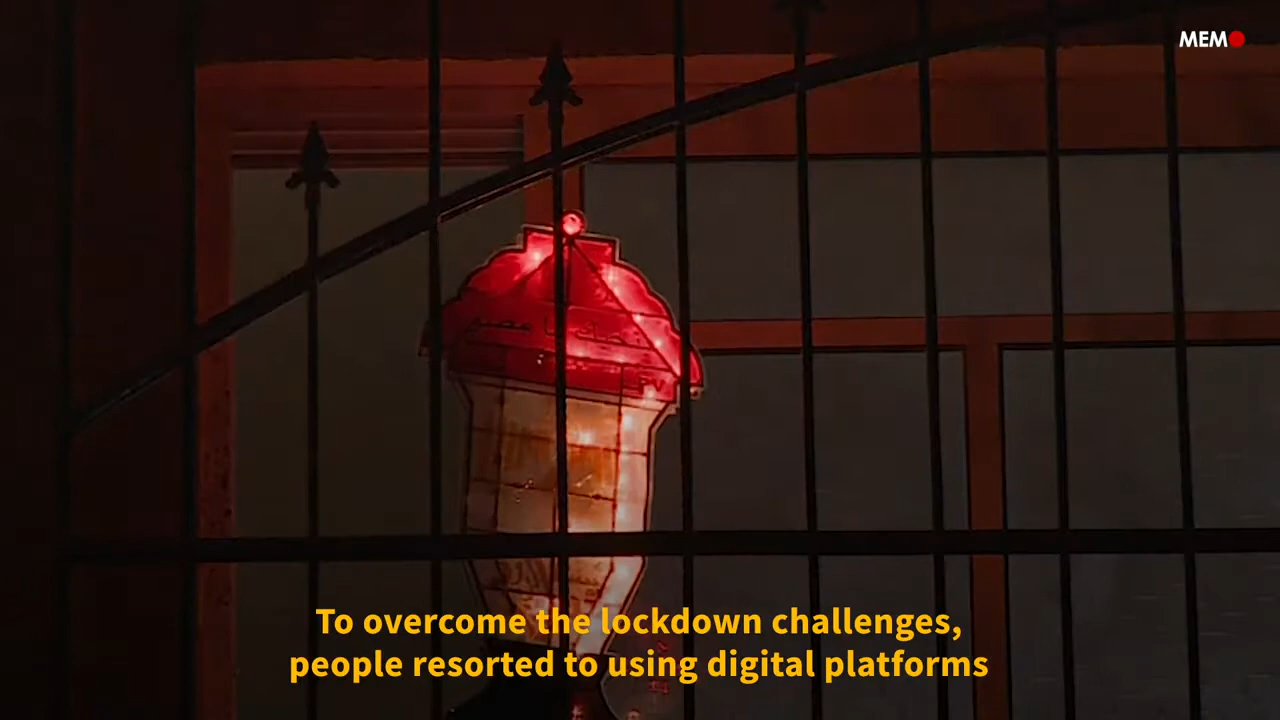 MEM
To overcome the lockdown challenges,
people resorted to using digital platforms